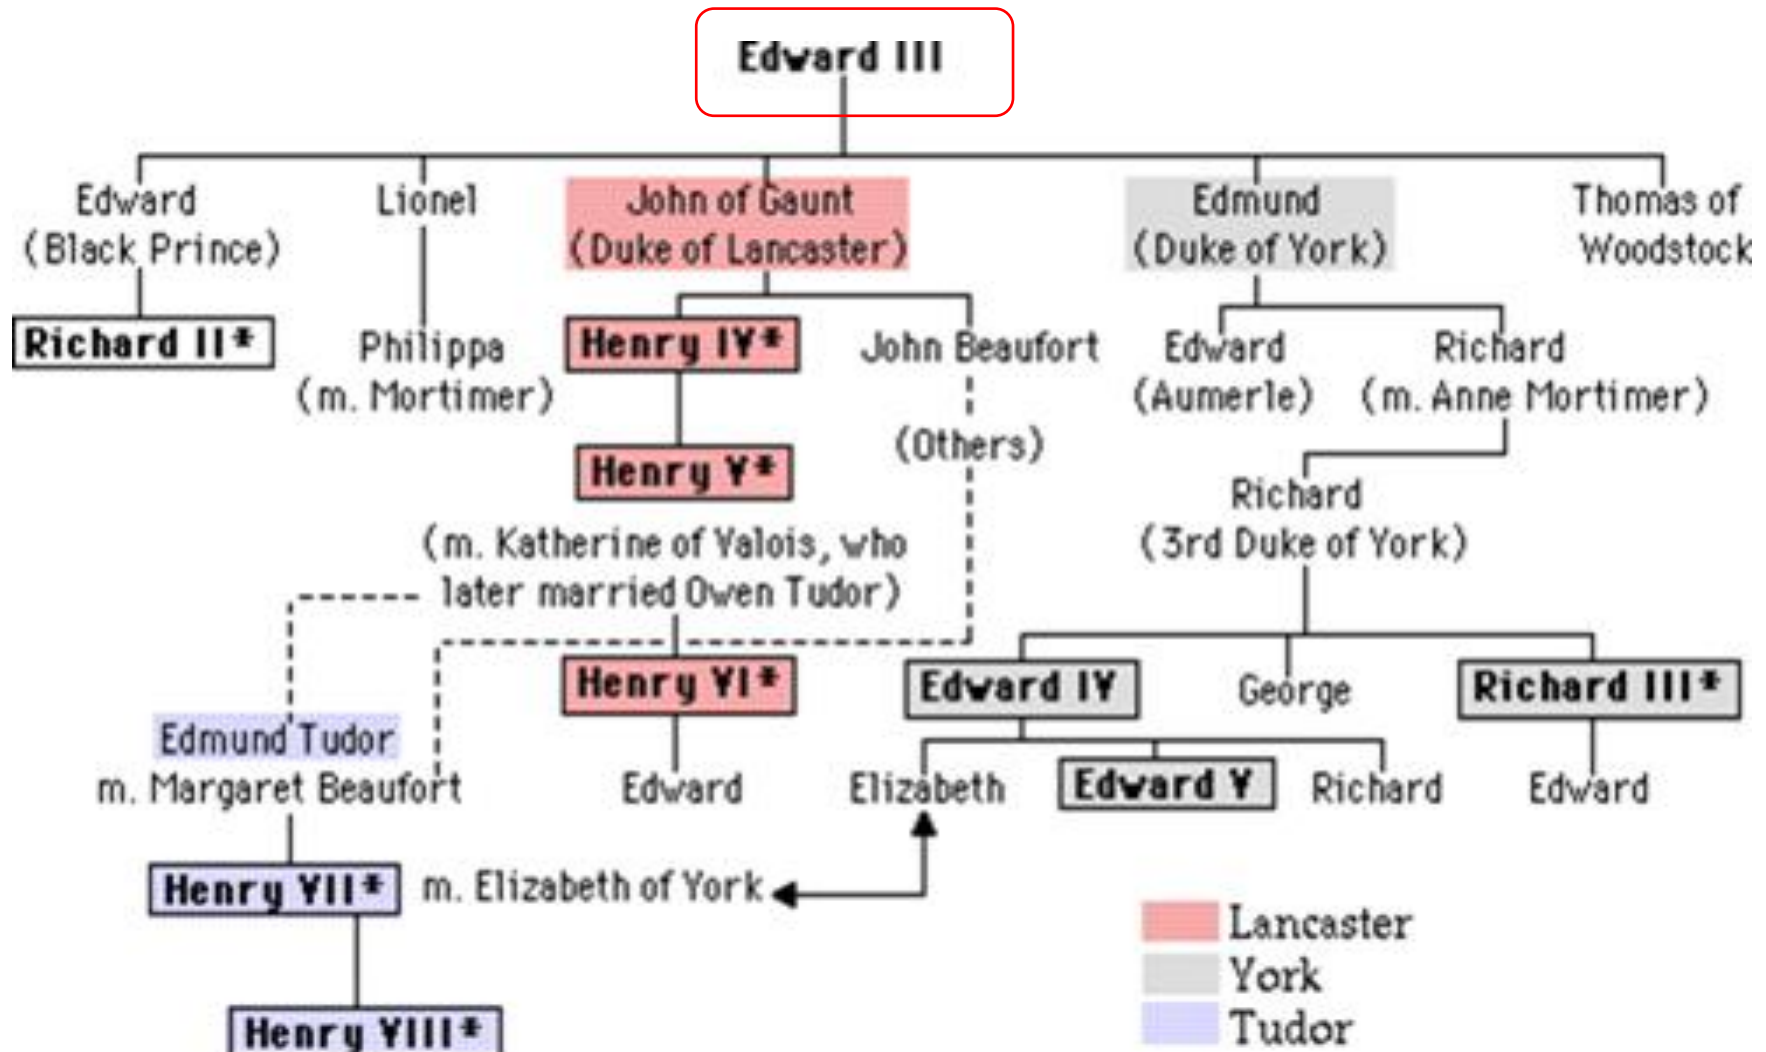 Edward III
Edward
(Black Prince)
Lionel
John of Gaunt
(Duke of Lancaster)
Edmund
(Duke of York)
Thomas of
Woodstock
Richard II*
Philippa
(m. Mortimer)
Henry IV*
John Beaufort
Edward
(Aumerle)
Richard
(m. Anne Mortimer)
(Others)
Henry V*
Richard
(3rd Duke of York)
(m. Katherine of Valois, who
later married Owen Tudor)
Henry VI*
Edward IV
George
Richard III*
Edmund Tudor
m. Margaret Beaufort
Edward
Elizabeth
Edward V
Richard
Edward
Henry VII*
m. Elizabeth of York
Lancaster
York
Tudor
Henry VIII*